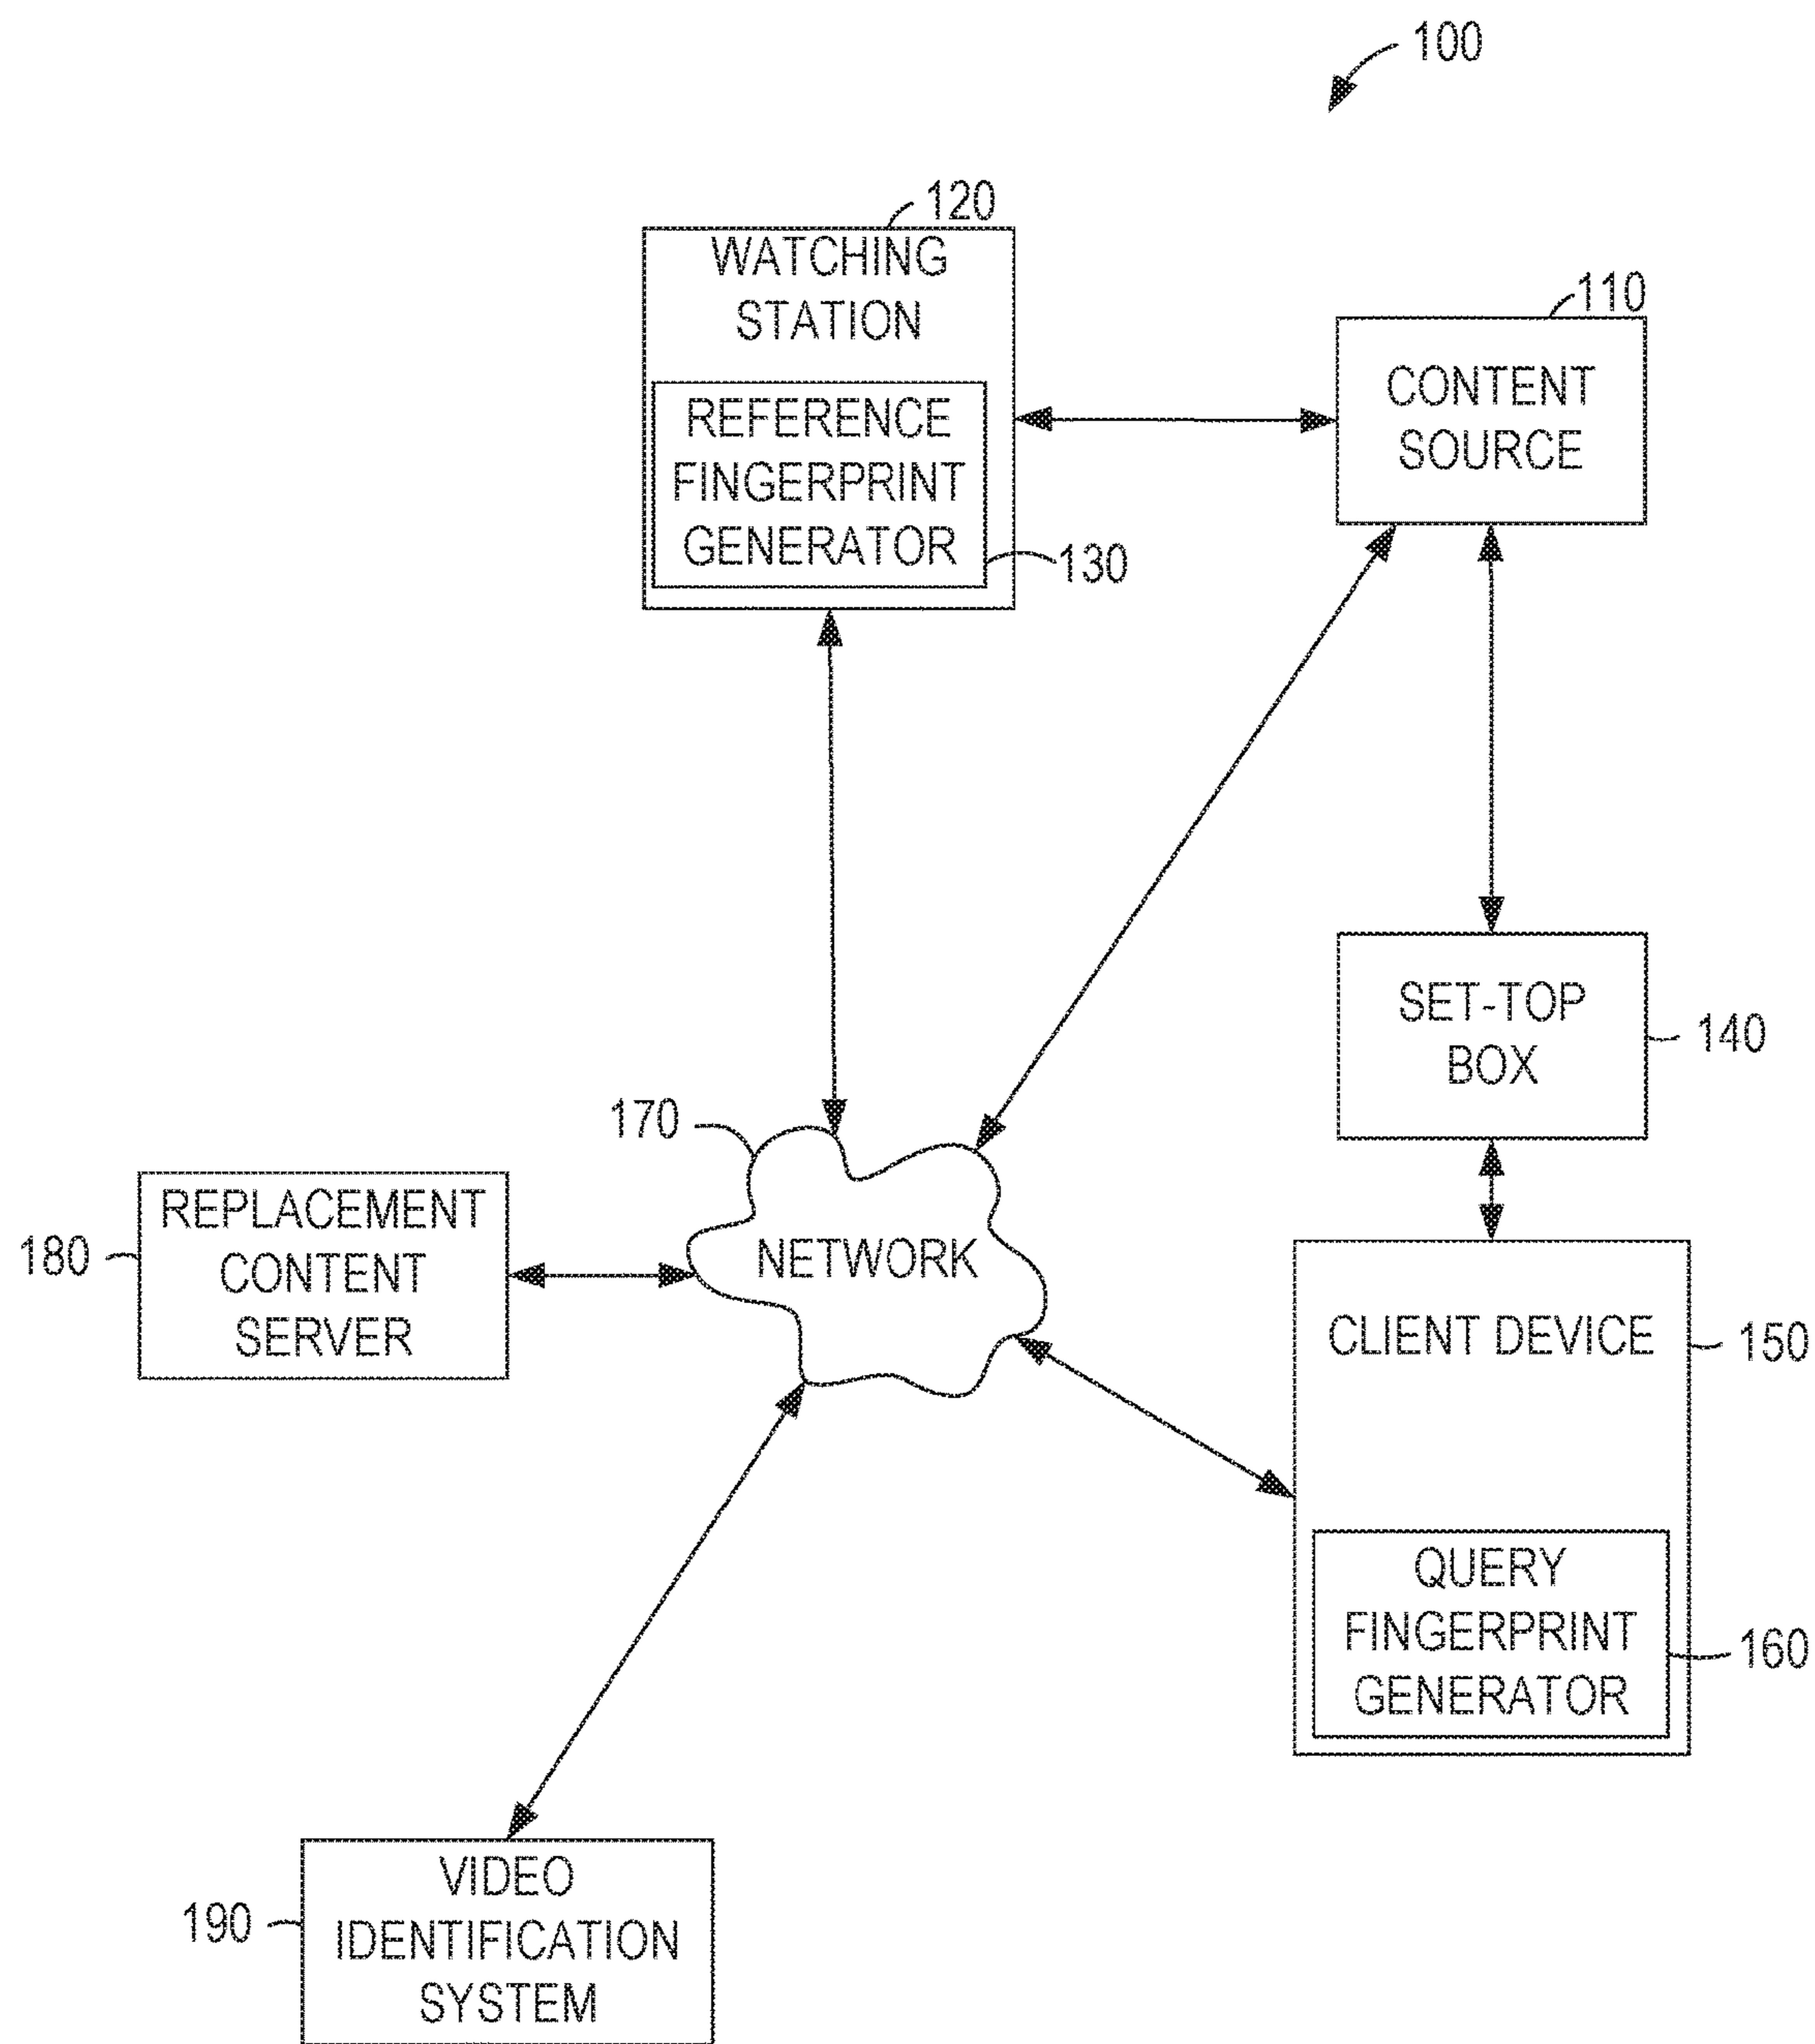 100
120
WATCHING
STATION
110
CONTENT
SOURCE
REFERENCE
FINGERPRINT
GENERATOR
130
SET-TOP
BOX
140
170
NETWORK
REPLACEMENT
CONTENT
SERVER
180
CLIENT DEVICE
150
QUERY
FINGERPRINT
GENERATOR
160
VIDEO
IDENTIFICATION
SYSTEM
190